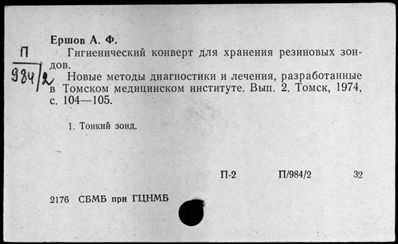 Ершов А. Ф.
П
984/2
Гигиенический конверт для хранения резиновых зон-
дов.
Новые методы диагностики и лечения, разработанные
в Томском медицинском институте. Вып. 2. Томск, 1974,
с. 104—105.
1. Тонкий зонд.
П-2 П/984/2 32
2176 СБМБ при ГЦНМБ